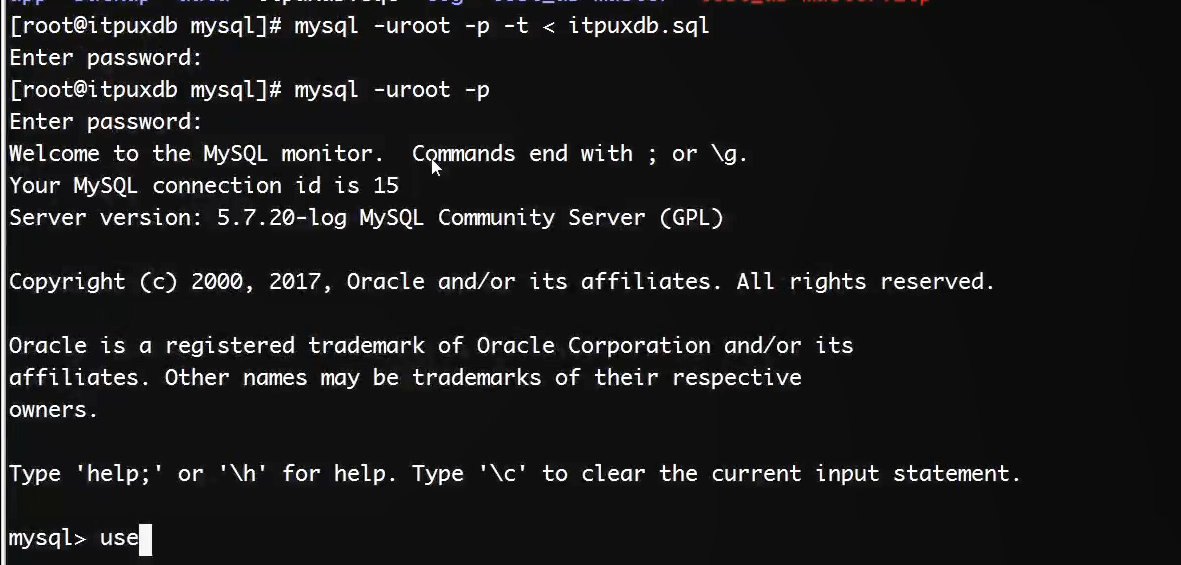 [root@itpuxdb mysql]# mysql -uroot -p -t < itpuxdb.sql
Enter password:
[root@itpuxdb mysql]# mysql -uroot -p
Enter password:
Welcome to the MySQL monitor.  Commands end with ; or \g.
Your MySQL connection id is 15
Server version: 5.7.20-log MySQL Community Server (GPL)
Copyright (c) 2000, 2017, Oracle and/or its affiliates. All rights reserved.
Oracle is a registered trademark of Oracle Corporation and/or its
affiliates. Other names may be trademarks of their respective
owners.
Type 'help;' or '\h' for help. Type '\c' to clear the current input statement.
mysql> use